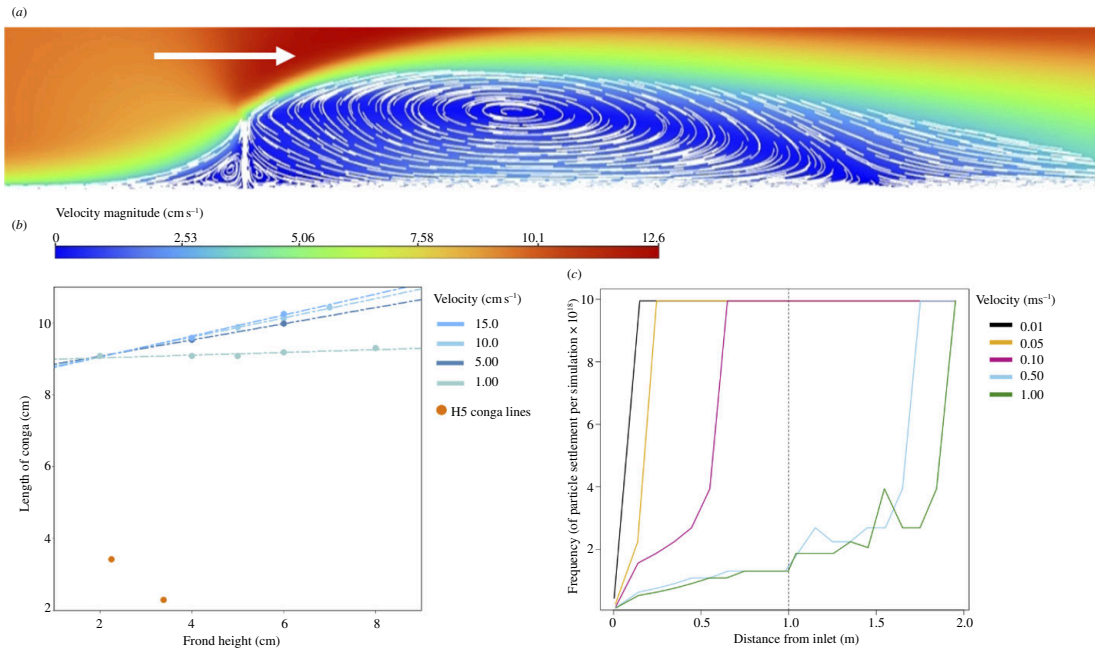 (a)
Velocity magnitude (cm s⁻¹)
0 2,53 5,06 7,58 10.1 12.6
(b)
Velocity (cm s⁻¹)
15.0
10.0
5.00
1.00
H5 conga lines
10
8
6
4
2
Length of conga (cm)
2 4 6 8
Frond height (cm)
(c)
Velocity (ms⁻¹)
0.01
0.05
0.10
0.50
1.00
10
8
6
4
2
Frequency (of particle settlement per simulation × 10¹⁸)
0 0.5 1.0 1.5 2.0
Distance from inlet (m)